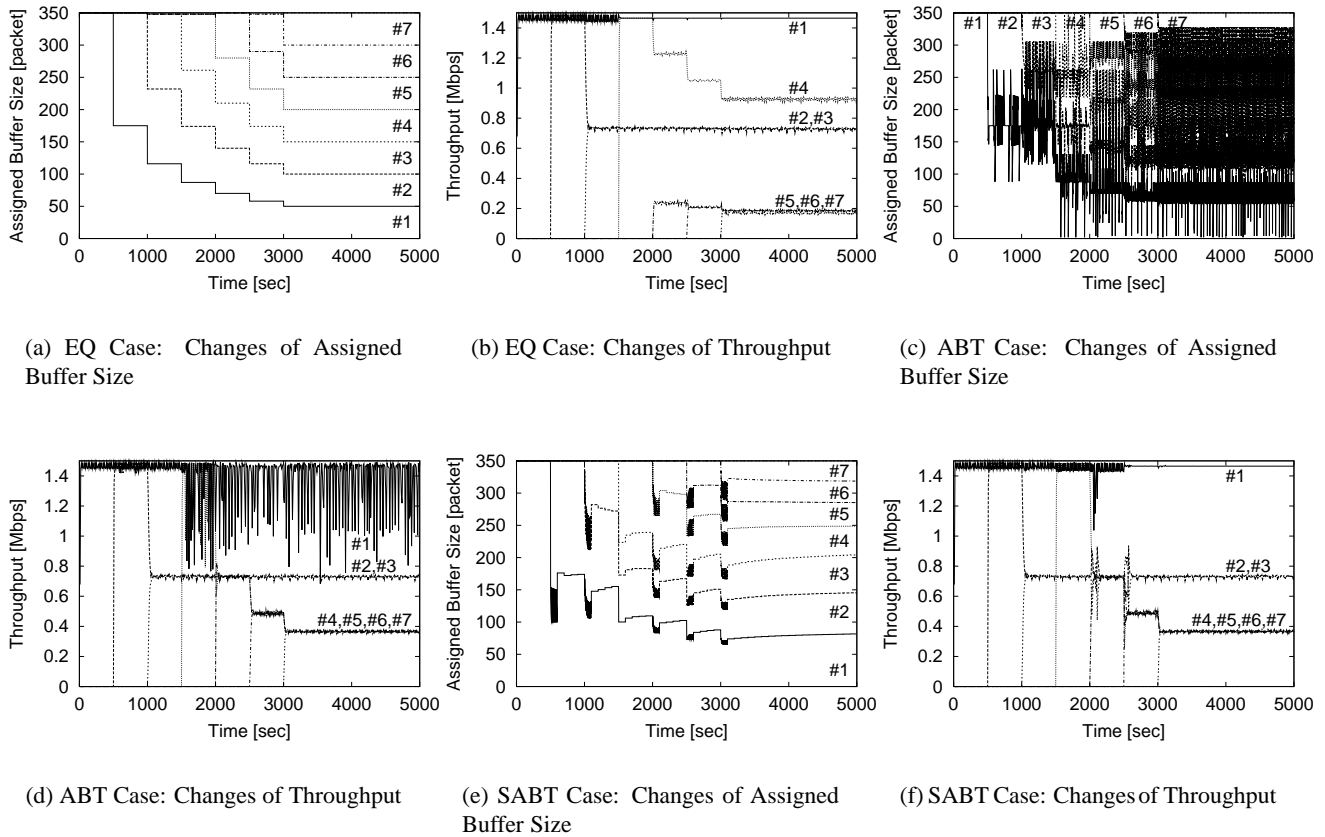 350
300
250
200
150
100
50
0
Assigned Buffer Size [packet]
0 1000 2000 3000 4000 5000
Time [sec]
#7
#6
#5
#4
#3
#2
#1
(a) EQ Case: Changes of Assigned
Buffer Size
1.4
1.2
1
0.8
0.6
0.4
0.2
0
Throughput [Mbps]
0 1000 2000 3000 4000 5000
Time [sec]
#1
#4
#2,#3
#5,#6,#7
(b) EQ Case: Changes of Throughput
350
300
250
200
150
100
50
0
Assigned Buffer Size [packet]
0 1000 2000 3000 4000 5000
Time [sec]
#1 #2 #3 #4 #5 #6 #7
(c) ABT Case: Changes of Assigned
Buffer Size
1.4
1.2
1
0.8
0.6
0.4
0.2
0
Throughput [Mbps]
0 1000 2000 3000 4000 5000
Time [sec]
#1
#2,#3
#4,#5,#6,#7
(d) ABT Case: Changes of Throughput
350
300
250
200
150
100
50
0
Assigned Buffer Size [packet]
0 1000 2000 3000 4000 5000
Time [sec]
#7
#6
#5
#4
#3
#2
#1
(e) SABT Case: Changes of Assigned
Buffer Size
1.4
1.2
1
0.8
0.6
0.4
0.2
0
Throughput [Mbps]
0 1000 2000 3000 4000 5000
Time [sec]
#1
#2,#3
#4,#5,#6,#7
(f) SABT Case: Changes of Throughput